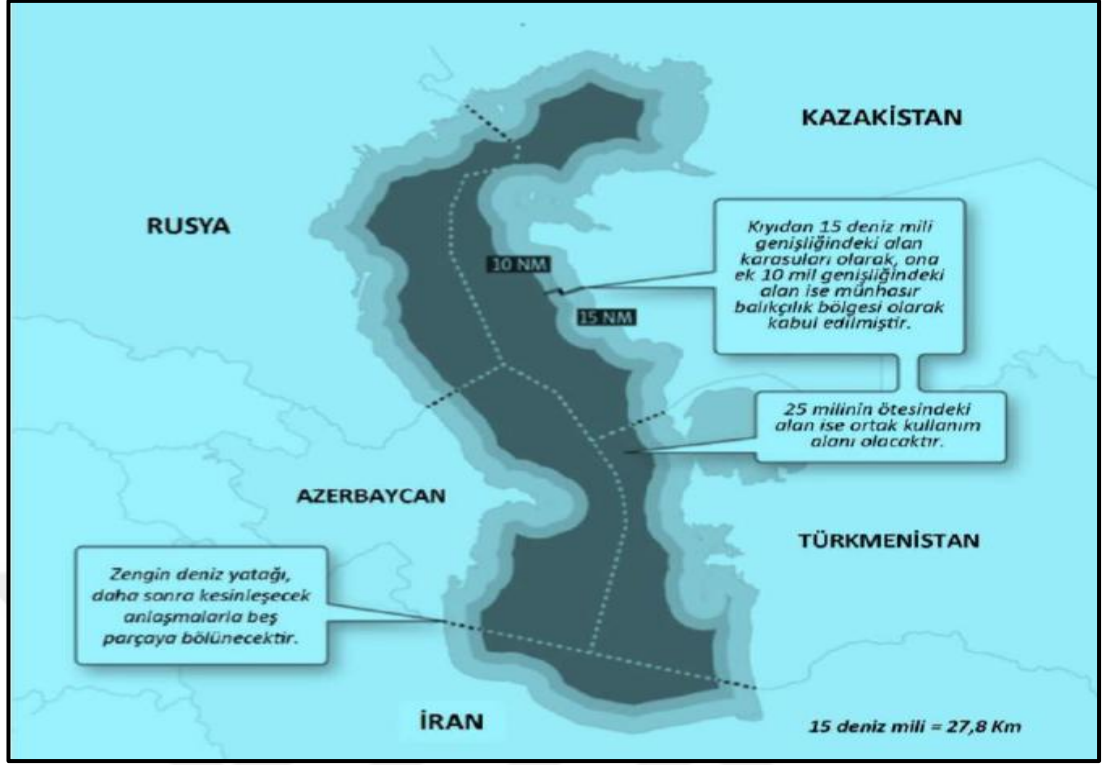 KAZAKİSTAN
RUSYA
Kıyıdan 15 deniz mili
genişliğindeki alan
karasuları olarak, ona
ek 10 mil genişliğindeki
alan ise münhasır
balıkçılık bölgesi olarak
kabul edilmiştir.
10 NM
15 NM
25 milinin ötesindeki
alan ise ortak kullanım
alanı olacaktır.
AZERBAYCAN
TÜRKMENİSTAN
Zengin deniz yatağı,
daha sonra kesinleşecek
anlaşmalarla beş
parçaya bölünecektir.
İRAN
15 deniz mili = 27,8 Km